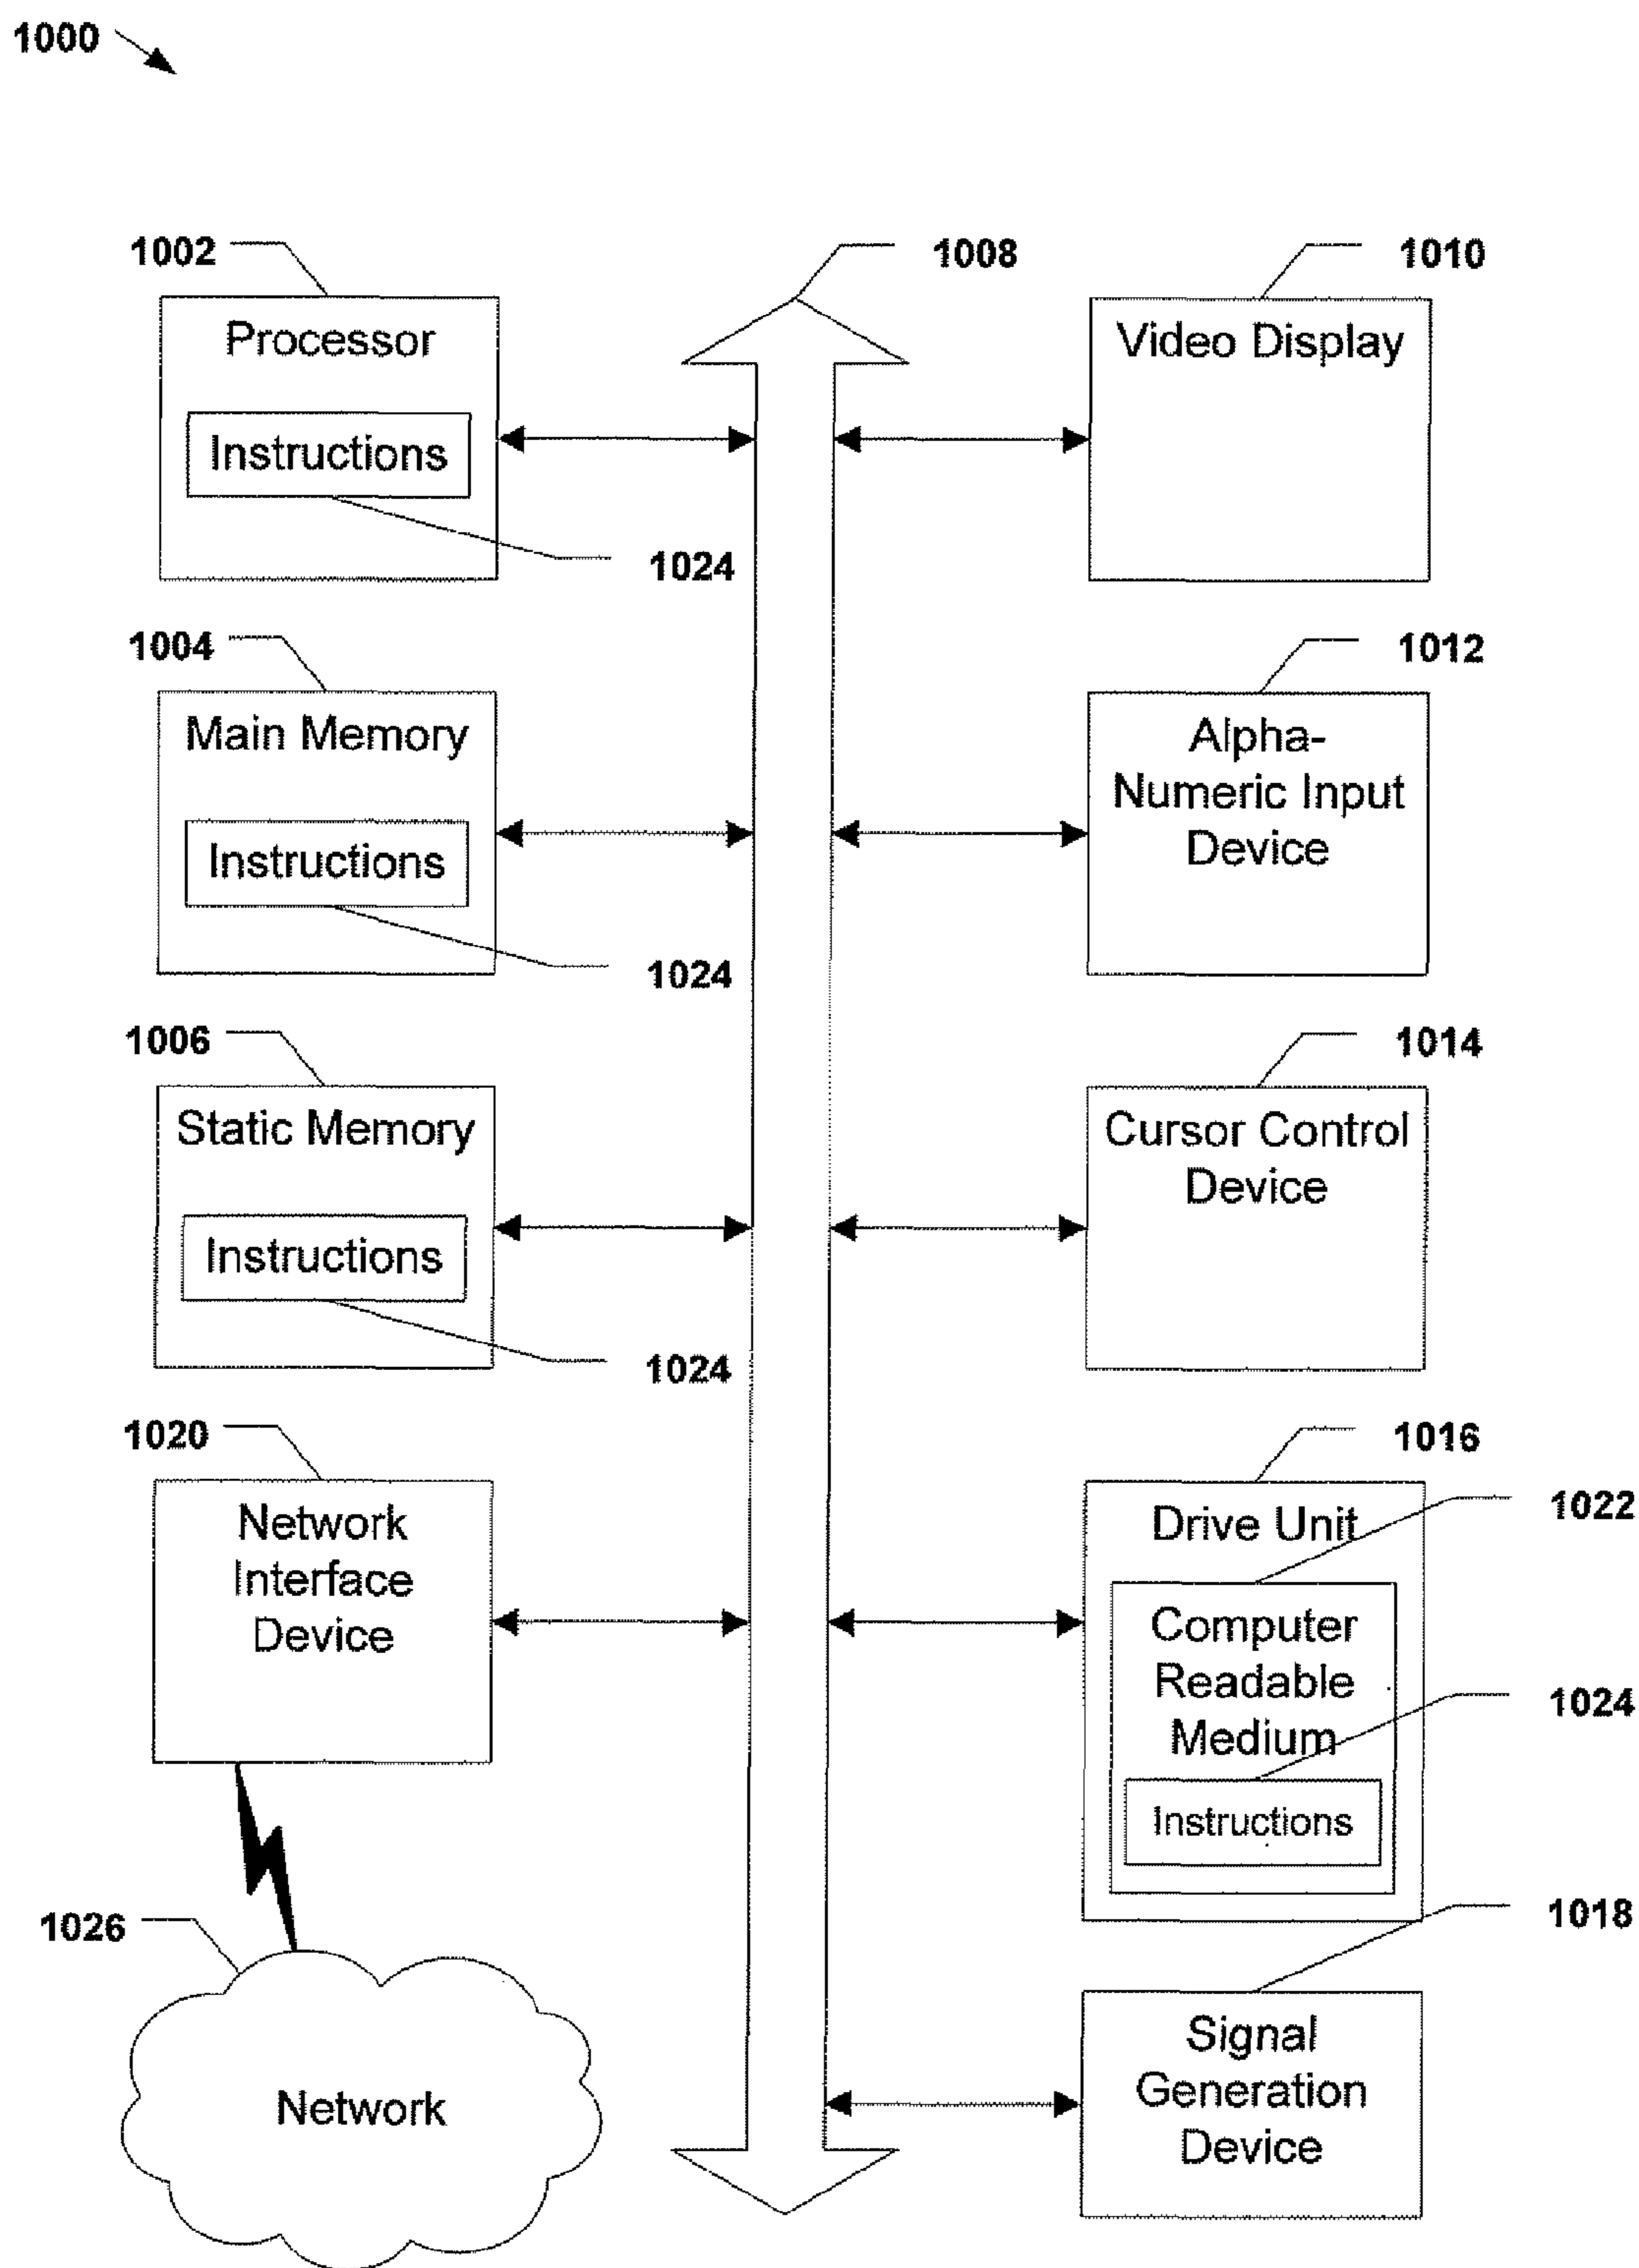 1000
1002
1008
1010
Processor
Video Display
Instructions
1024
1004
1012
Main Memory
Alpha-
Numeric Input
Device
Instructions
1024
1006
1014
Static Memory
Cursor Control
Device
Instructions
1024
1020
1016
1022
Network
Interface
Device
Drive Unit
Computer
Readable
Medium
1024
Instructions
1026
1018
Network
Signal
Generation
Device